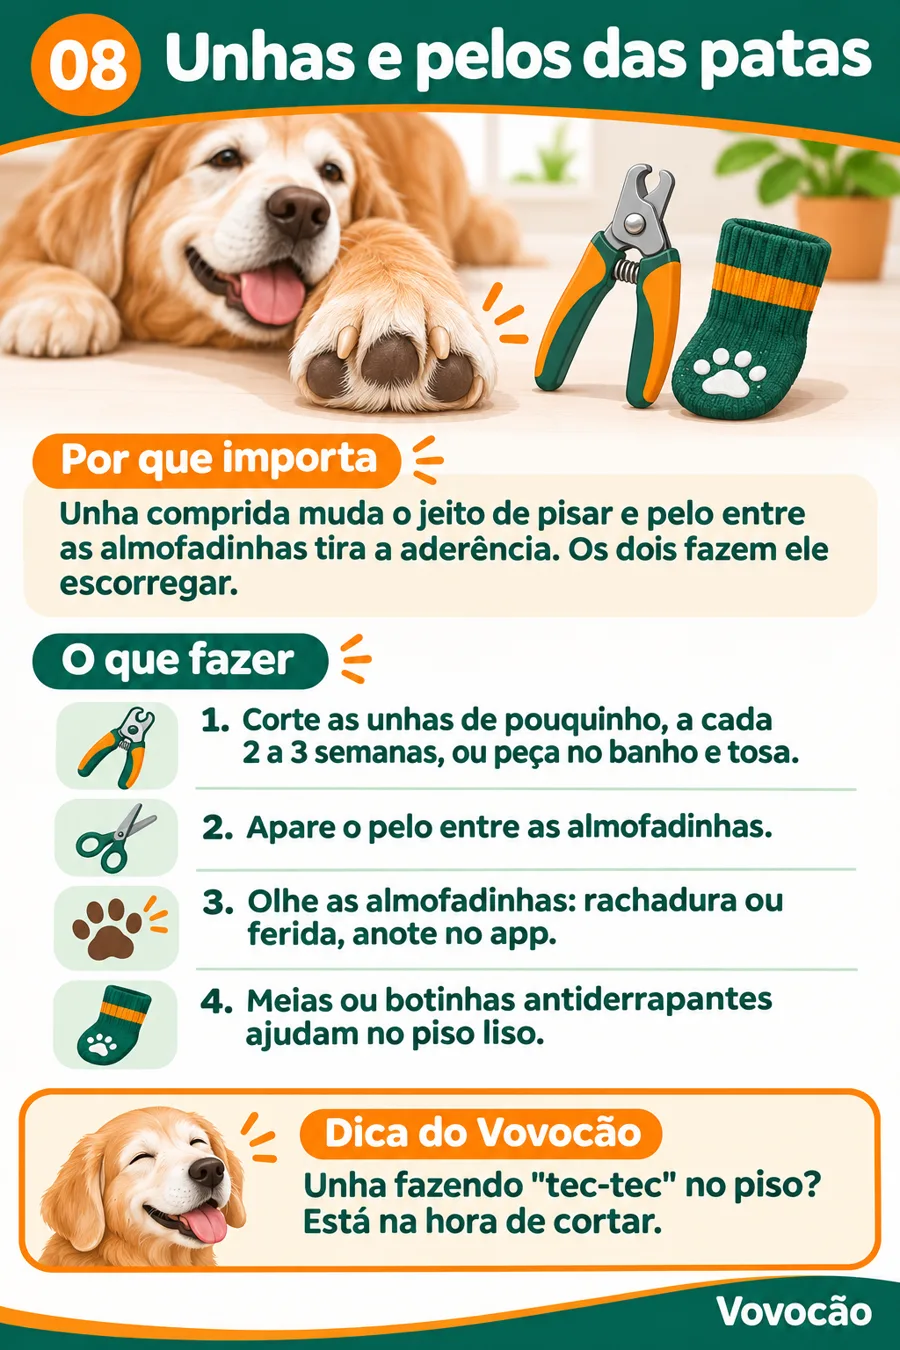 08
Unhas e pelos das patas
Por que importa
Unha comprida muda o jeito de pisar e pelo entre
as almofadinhas tira a aderência. Os dois fazem ele
escorregar.
O que fazer
1. Corte as unhas de pouquinho, a cada
2 a 3 semanas, ou peça no banho e tosa.
2. Apare o pelo entre as almofadinhas.
3. Olhe as almofadinhas: rachadura ou
ferida, anote no app.
4. Meias ou botinhas antiderrapantes
ajudam no piso liso.
Dica do Vovocão
Unha fazendo "tec-tec" no piso?
Está na hora de cortar.
Vovocão